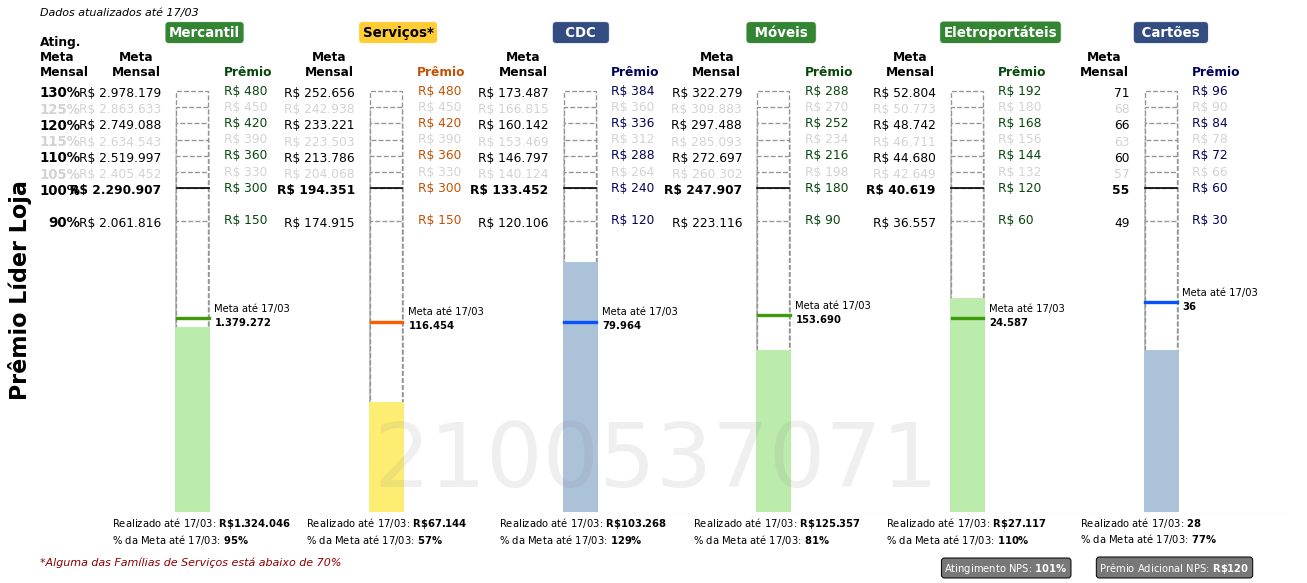 Dados atualizados até 17/03
Mercantil Serviços* CDC Móveis Eletroportáteis Cartões
Ating.
Meta Meta Meta Meta Meta Meta Meta
Mensal Mensal Prêmio Mensal Prêmio Mensal Prêmio Mensal Prêmio Mensal Prêmio Mensal Prêmio
130% R$ 2.978.179 R$ 480 R$ 252.656 R$ 480 R$ 173.487 R$ 384 R$ 322.279 R$ 288 R$ 52.804 R$ 192 71 R$ 96
125% R$ 2.863.633 R$ 450 R$ 242.938 R$ 450 R$ 166.815 R$ 360 R$ 309.883 R$ 270 R$ 50.773 R$ 180 68 R$ 90
120% R$ 2.749.088 R$ 420 R$ 233.221 R$ 420 R$ 160.142 R$ 336 R$ 297.488 R$ 252 R$ 48.742 R$ 168 66 R$ 84
115% R$ 2.634.543 R$ 390 R$ 223.503 R$ 390 R$ 153.469 R$ 312 R$ 285.093 R$ 234 R$ 46.711 R$ 156 63 R$ 78
110% R$ 2.519.997 R$ 360 R$ 213.786 R$ 360 R$ 146.797 R$ 288 R$ 272.697 R$ 216 R$ 44.680 R$ 144 60 R$ 72
105% R$ 2.405.452 R$ 330 R$ 204.068 R$ 330 R$ 140.124 R$ 264 R$ 260.302 R$ 198 R$ 42.649 R$ 132 57 R$ 66
100% R$ 2.290.907 R$ 300 R$ 194.351 R$ 300 R$ 133.452 R$ 240 R$ 247.907 R$ 180 R$ 40.619 R$ 120 55 R$ 60
90% R$ 2.061.816 R$ 150 R$ 174.915 R$ 150 R$ 120.106 R$ 120 R$ 223.116 R$ 90 R$ 36.557 R$ 60 49 R$ 30
Prêmio Líder Loja
Meta até 17/03 Meta até 17/03 Meta até 17/03 Meta até 17/03 Meta até 17/03 Meta até 17/03
1.379.272 116.454 79.964 153.690 24.587 36
2100537071
Realizado até 17/03: R$1.324.046 Realizado até 17/03: R$67.144 Realizado até 17/03: R$103.268 Realizado até 17/03: R$125.357 Realizado até 17/03: R$27.117 Realizado até 17/03: 28
% da Meta até 17/03: 95% % da Meta até 17/03: 57% % da Meta até 17/03: 129% % da Meta até 17/03: 81% % da Meta até 17/03: 110% % da Meta até 17/03: 77%
*Alguma das Famílias de Serviços está abaixo de 70% Atingimento NPS: 101% Prêmio Adicional NPS: R$120